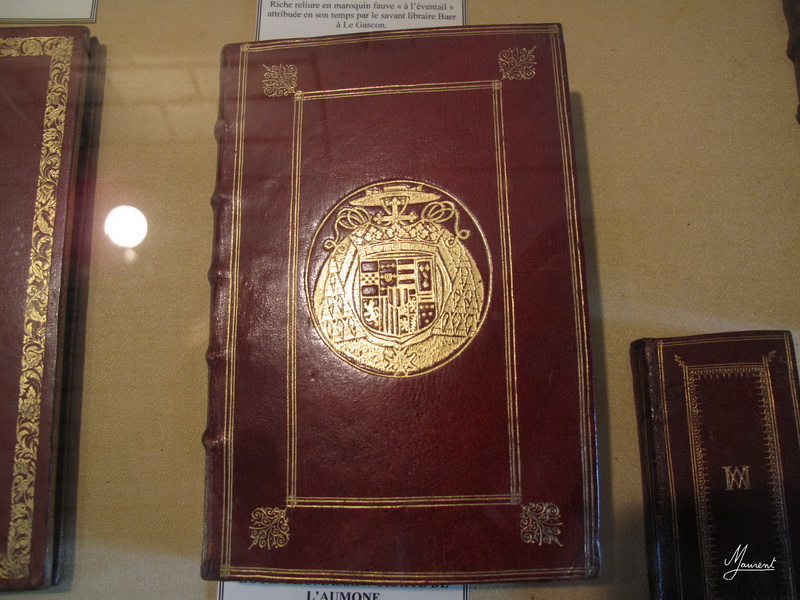 Riche reliure en maroquin fauve « à l'éventail »
attribuée en son temps par le savant libraire Baer
à Le Gascon.
L'AUMONE
Maurent